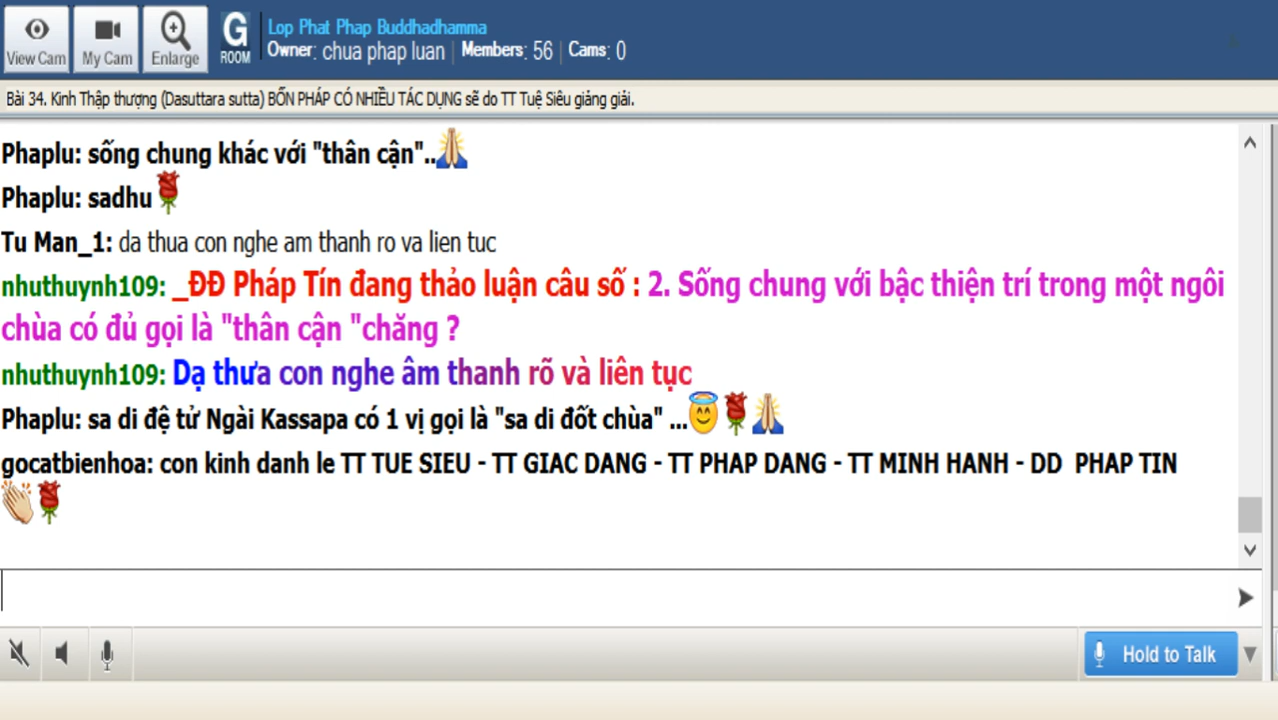 Lop Phat Phap Buddhadhamma
View Cam My Cam Enlarge G ROOM Owner: chua phap luan | Members: 56 | Cams: 0
Bài 34. Kinh Thập thượng (Dasuttara sutta) BỐN PHÁP CÓ NHIỀU TÁC DỤNG sẽ do TT Tuệ Siêu giảng giải.
Phaplu: sống chung khác với "thân cận"..
Phaplu: sadhu
Tu Man_1: da thua con nghe am thanh ro va lien tuc
nhuthuynh109: _ĐĐ Pháp Tín đang thảo luận câu số : 2. Sống chung với bậc thiện trí trong một ngôi
chùa có đủ gọi là "thân cận "chăng ?
nhuthuynh109: Dạ thưa con nghe âm thanh rõ và liên tục
Phaplu: sa di đệ tử Ngài Kassapa có 1 vị gọi là "sa di đốt chùa" ...
gocatbienhoa: con kinh danh le TT TUE SIEU - TT GIAC DANG - TT PHAP DANG - TT MINH HANH - DD PHAP TIN
Hold to Talk